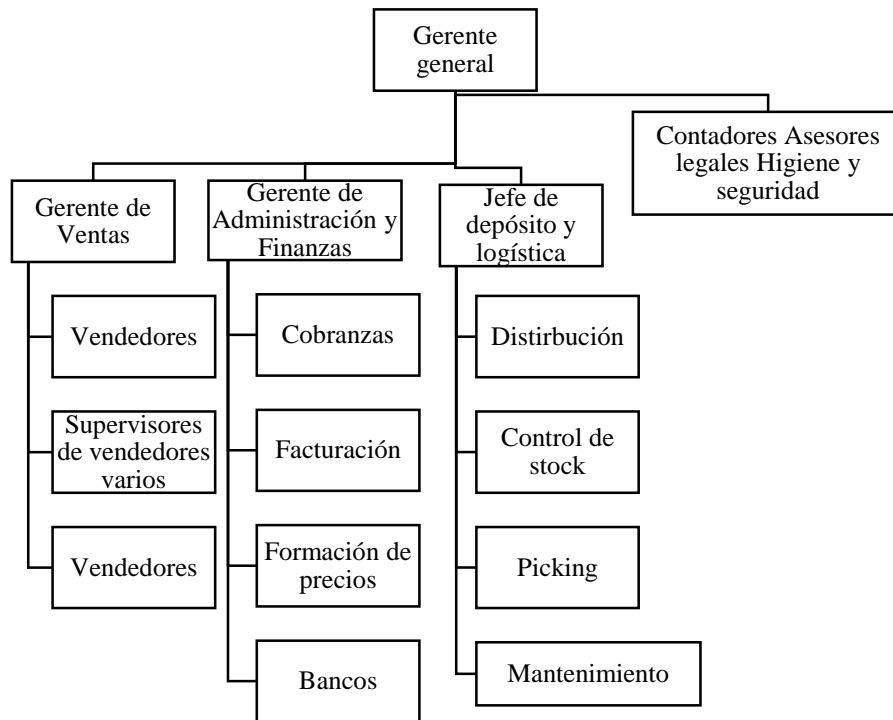 Gerente
general
Contadores Asesores
legales Higiene y
seguridad
Gerente de
Ventas
Gerente de
Administración y
Finanzas
Jefe de
depósito y
logística
Vendedores
Supervisores
de vendedores
varios
Vendedores
Cobranzas
Facturación
Formación de
precios
Bancos
Distirbución
Control de
stock
Picking
Mantenimiento